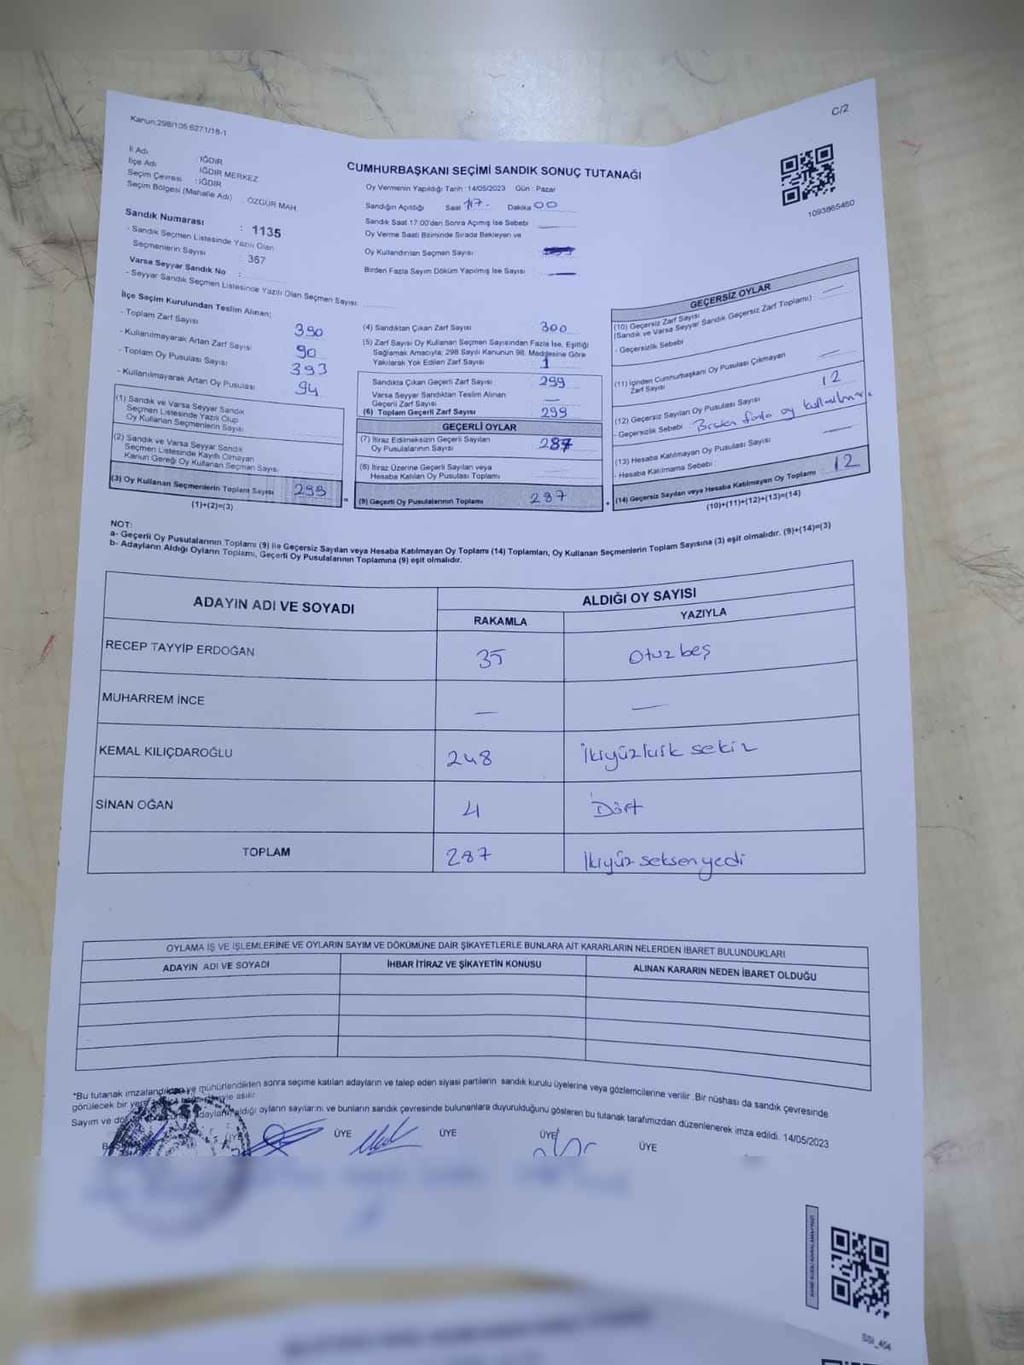 Kanun:298/105 6271/18-1
C/2
İl Adı : IĞDIR
İlçe Adı : IĞDIR MERKEZ
Seçim Çevresi : IĞDIR
Seçim Bölgesi (Mahalle Adı) : ÖZGÜR MAH.
CUMHURBAŞKANI SEÇİMİ SANDIK SONUÇ TUTANAĞI
Oy Vermenin Yapıldığı Tarih : 14/05/2023 Gün : Pazar
Sandığın Açıldığı Saat 17. Dakika 00
Sandık Saat 17:00'den Sonra Açılmış İse Sebebi
Oy Verme Saati Bitiminde Sırada Bekleyen ve
Oy Kullandırılan Seçmen Sayısı
Birden Fazla Sayım Döküm Yapılmış İse Sayısı —
1093865460
Sandık Numarası : 1135
- Sandık Seçmen Listesinde Yazılı Olan
Seçmenlerin Sayısı : 367
Varsa Seyyar Sandık No :
- Seyyar Sandık Seçmen Listesinde Yazılı Olan Seçmen Sayısı
İlçe Seçim Kurulundan Teslim Alınan;
- Toplam Zarf Sayısı 390
- Kullanılmayarak Artan Zarf Sayısı 90
- Toplam Oy Pusulası Sayısı 393
- Kullanılmayarak Artan Oy Pusulası 94
(1) Sandık ve Varsa Seyyar Sandık
Seçmen Listesinde Yazılı Olup
Oy Kullanan Seçmenlerin Sayısı
(2) Sandık ve Varsa Seyyar Sandık
Seçmen Listesinde Kayıtlı Olmayan
Kanun Gereği Oy Kullanan Seçmen Sayısı
(3) Oy Kullanan Seçmenlerin Toplam Sayısı 299
(1)+(2)=(3)
(4) Sandıktan Çıkan Zarf Sayısı 300
(5) Zarf Sayısı Oy Kullanan Seçmen Sayısından Fazla İse, Eşitliği
Sağlamak Amacıyla; 298 Sayılı Kanunun 98. Maddesine Göre
Yakılarak Yok Edilen Zarf Sayısı 1
Sandıkta Çıkan Geçerli Zarf Sayısı 299
Varsa Seyyar Sandıktan Teslim Alınan
Geçerli Zarf Sayısı —
(6) Toplam Geçerli Zarf Sayısı 299
GEÇERLİ OYLAR
(7) İtiraz Edilmeksizin Geçerli Sayılan
Oy Pusulasının Sayısı 287
(8) İtiraz Üzerine Geçerli Sayılan veya
Hesaba Katılan Oy Pusulası Toplamı
(9) Geçerli Oy Pusulalarının Toplamı 287
GEÇERSİZ OYLAR
(10) Geçersiz Zarf Sayısı —
(Sandık ve Varsa Seyyar Sandık Geçersiz Zarf Toplamı)
- Geçersizlik Sebebi
(11) İçinden Cumhurbaşkanı Oy Pusulası Çıkmayan
Zarf Sayısı —
(12) Geçersiz Sayılan Oy Pusulası Sayısı 12
- Geçersizlik Sebebi Birden fazla oy
(13) Hesaba Katılmayan Oy Pusulası Sayısı —
- Hesaba Katılmama Sebebi :
(14) Geçersiz Sayılan veya Hesaba Katılmayan Oy Toplamı 12
(10)+(11)+(12)+(13)=(14)
NOT:
a- Geçerli Oy Pusulalarının Toplamı (9) ile Geçersiz Sayılan veya Hesaba Katılmayan Oy Toplamı (14) Toplamları, Oy Kullanan Seçmenlerin Toplam Sayısına (3) eşit olmalıdır. (9)+(14)=(3)
b- Adayların Aldığı Oyların Toplamı, Geçerli Oy Pusulalarının Toplamına (9) eşit olmalıdır.
ADAYIN ADI VE SOYADI ALDIĞI OY SAYISI
RAKAMLA YAZIYLA
RECEP TAYYİP ERDOĞAN 35 Otuz beş
MUHARREM İNCE — —
KEMAL KILIÇDAROĞLU 248 İkiyüzkırk sekiz
SİNAN OĞAN 4 Dört
TOPLAM 287 İkiyüz seksen yedi
OYLAMA İŞ VE İŞLEMLERİNE VE OYLARIN SAYIM VE DÖKÜMÜNE DAİR ŞİKAYETLERLE BUNLARA AİT KARARLARIN NELERDEN İBARET BULUNDUKLARI
ADAYIN ADI VE SOYADI İHBAR İTİRAZ VE ŞİKAYETİN KONUSU ALINAN KARARIN NEDEN İBARET OLDUĞU
*Bu tutanak imzalandıktan ve mühürlendikten sonra seçime katılan adayların ve talep eden siyasi partilerin sandık kurulu üyelerine veya gözlemcilerine verilir. Bir nüshası da sandık çevresinde
görülecek bir yere asılır
Sayım ve aldığı oyların sayılarını ve bunların sandık çevresinde bulunanlara duyurulduğunu gösteren bu tutanak tarafımızdan düzenlenerek imza edildi. 14/05/2023
ÜYE ÜYE ÜYE ÜYE ÜYE